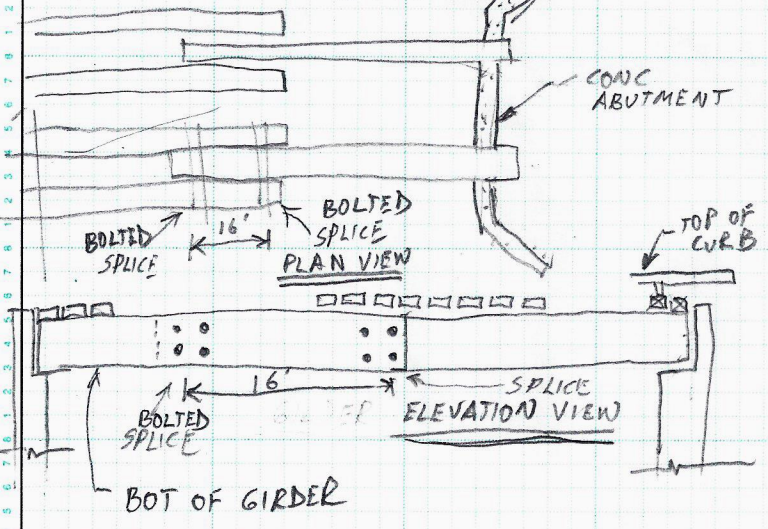 CONC
ABUTMENT
BOLTED
SPLICE
16'
BOLTED
SPLICE
PLAN VIEW
TOP OF
CURB
16'
SPLICE
BOLTED
SPLICE
ELEVATION VIEW
BOT OF GIRDER